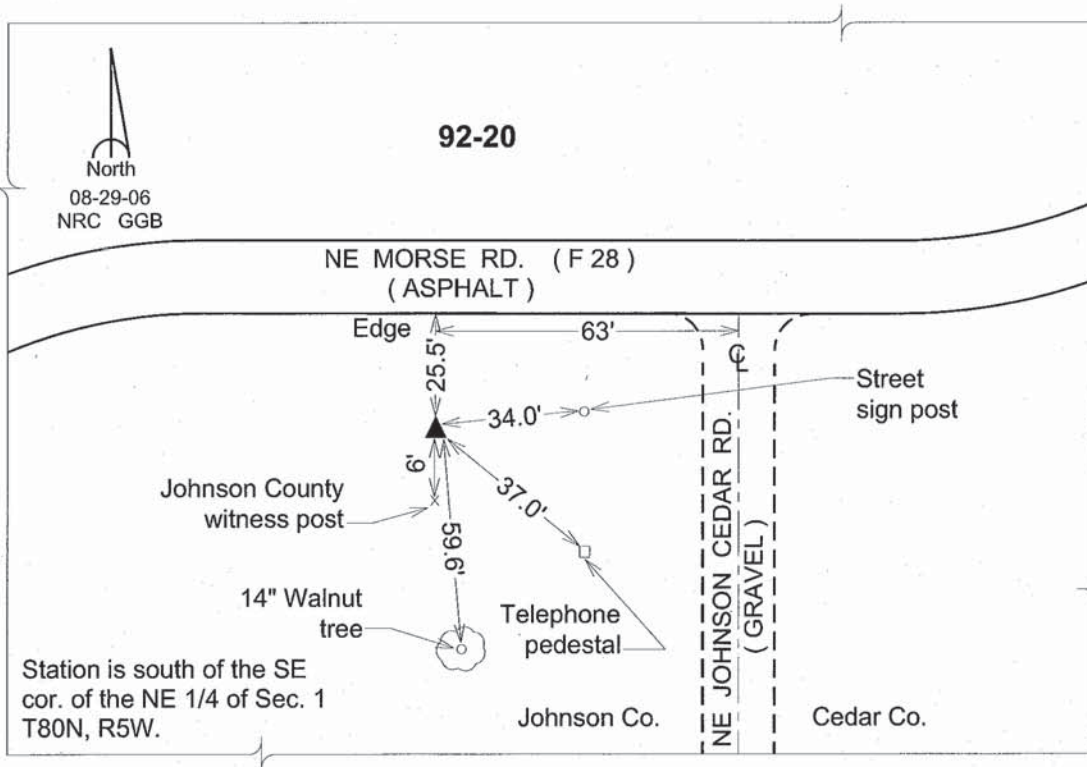 92-20
North
08-29-06
NRC GGB
NE MORSE RD. ( F 28 )
( ASPHALT )
Edge
63'
℄
25.5'
34.0'
Street
sign post
9'
Johnson County
witness post
37.0'
59.6'
14" Walnut
tree
Telephone
pedestal
NE JOHNSON CEDAR RD.
( GRAVEL )
Station is south of the SE
cor. of the NE 1/4 of Sec. 1
T80N, R5W.
Johnson Co.
Cedar Co.